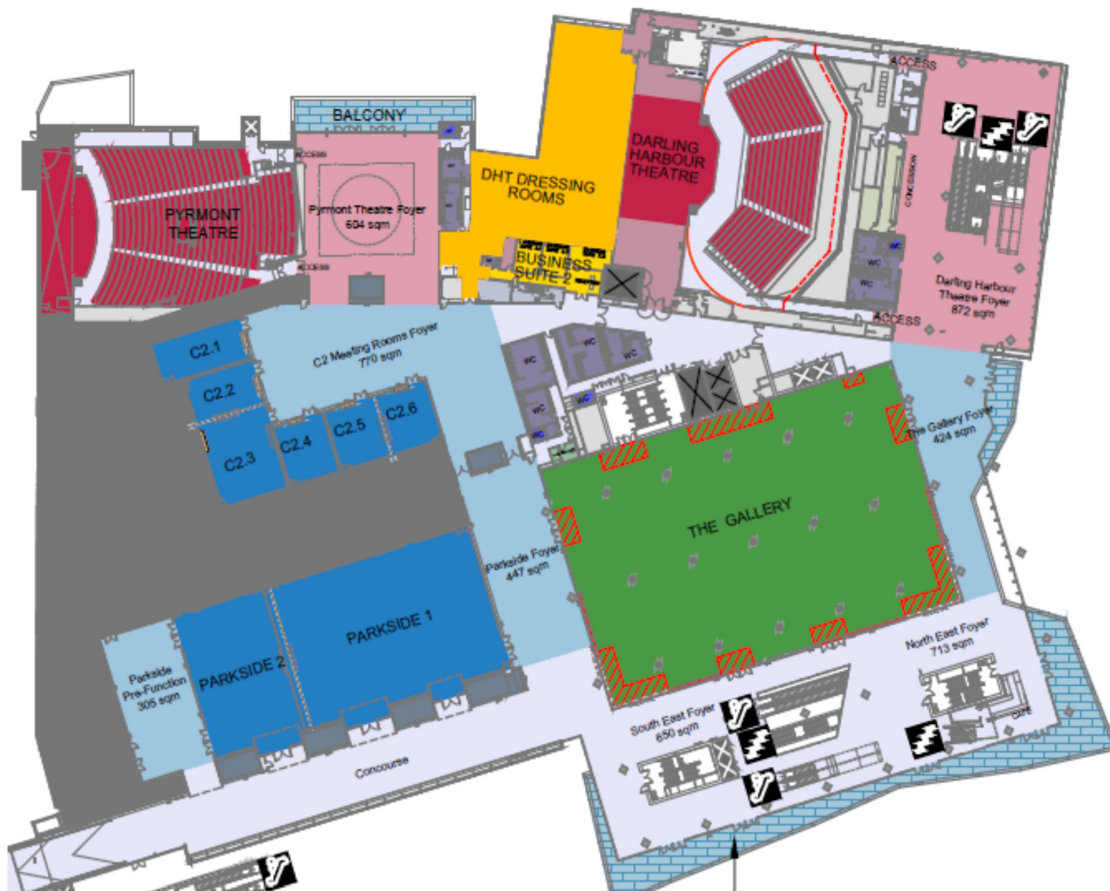 BALCONY
ACCESS
DARLING
HARBOUR
THEATRE
DHT DRESSING
ROOMS
CONCESSION
PYRMONT
THEATRE
Pyrmont Theatre Foyer
604 sqm
BUSINESS
SUITE 2
WC
WC
WC
ACCESS
ACCESS
Darling Harbour
Theatre Foyer
872 sqm
ACCESS
C2.1
C2 Meeting Rooms Foyer
770 sqm
C2.2
C2.3
C2.4
C2.5
C2.6
WC
WC
WC
WC
WC
WC
The Gallery Foyer
424 sqm
THE GALLERY
Parkside Foyer
447 sqm
PARKSIDE 1
PARKSIDE 2
Parkside
Pre-Function
305 sqm
North East Foyer
713 sqm
South East Foyer
650 sqm
CAFE
Concourse